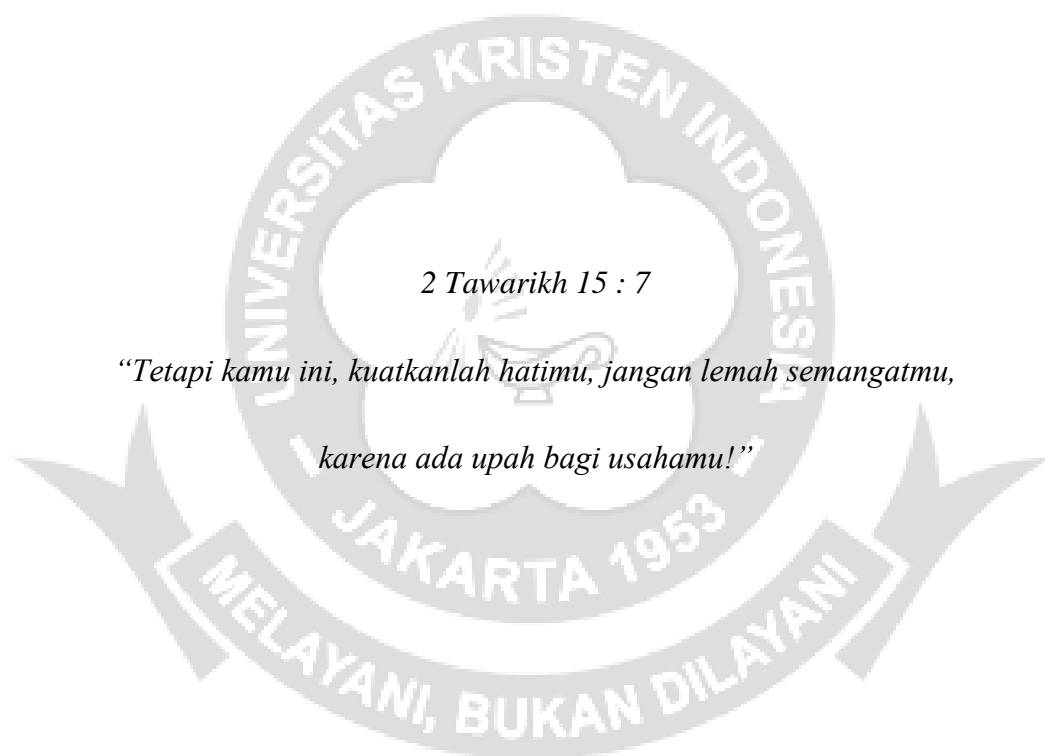 UNIVERSITAS KRISTEN INDONESIA
2 Tawarikh 15 : 7
“Tetapi kamu ini, kuatkanlah hatimu, jangan lemah semangatmu,
karena ada upah bagi usahamu!”
JAKARTA 1953
MELAYANI, BUKAN DILAYANI